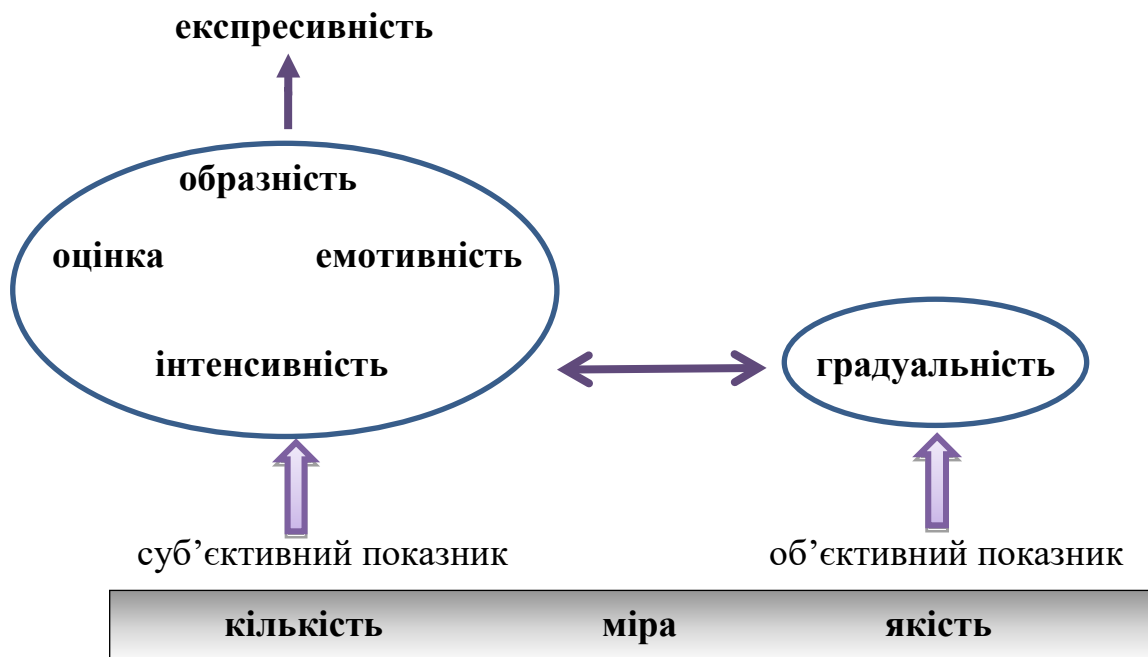 експресивність
образність
оцінка емотивність
інтенсивність градуальність
суб’єктивний показник об’єктивний показник
кількість міра якість